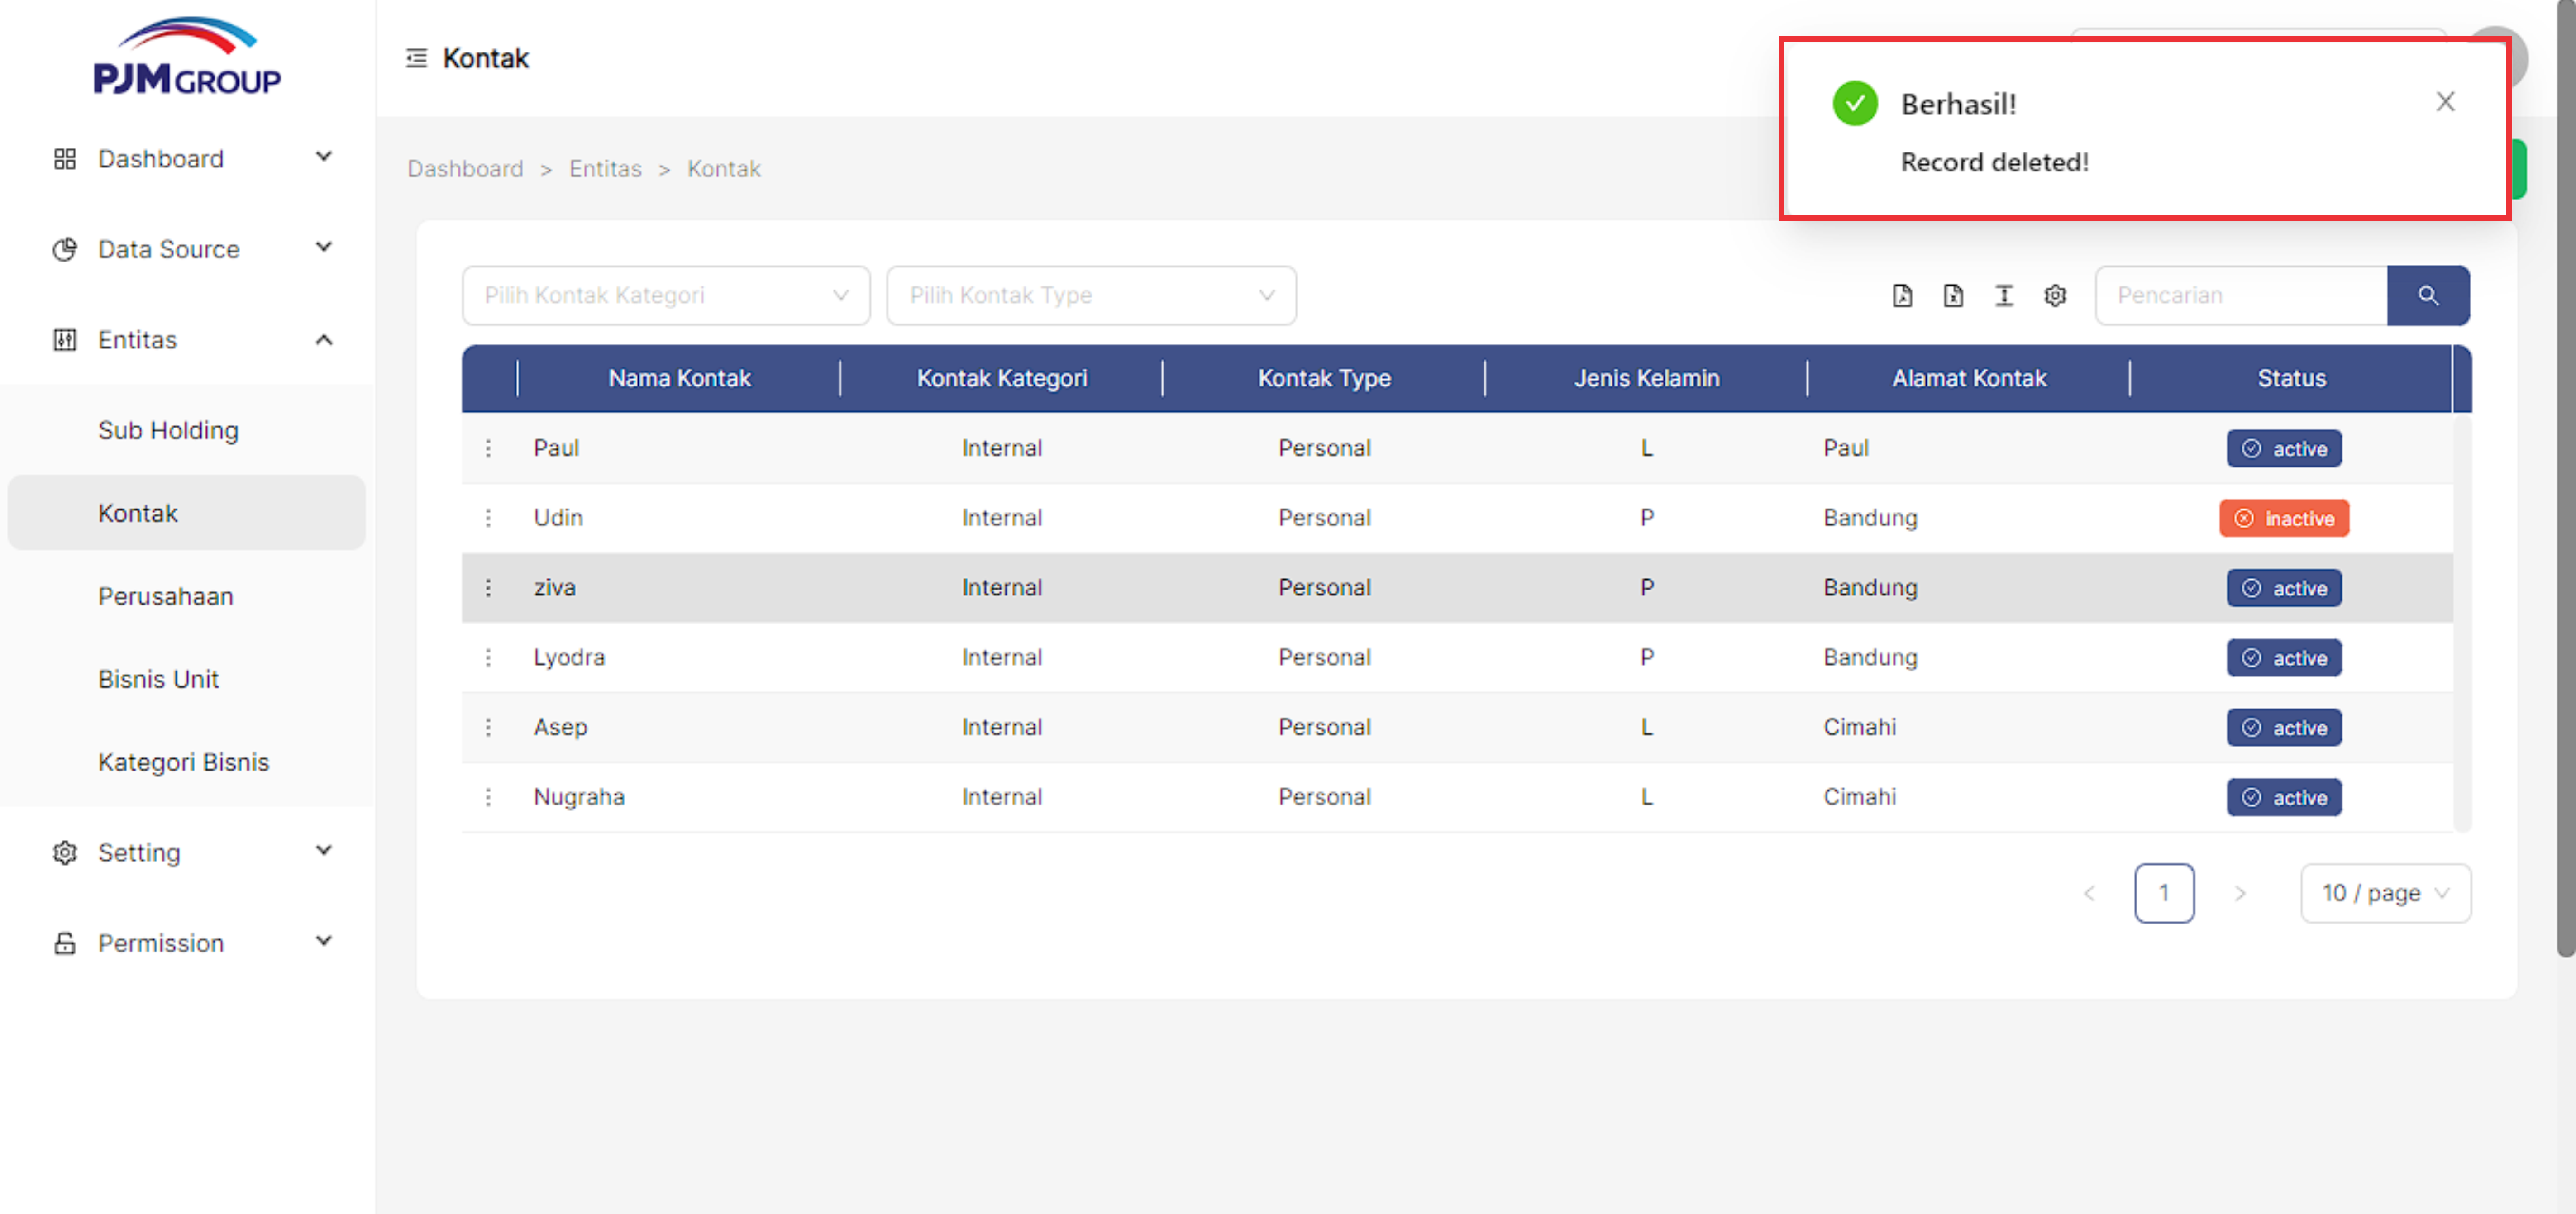 PJM GROUP
Dashboard
Data Source
Entitas
Sub Holding
Kontak
Perusahaan
Bisnis Unit
Kategori Bisnis
Setting
Permission
Kontak
Berhasil!
Record deleted!
Dashboard > Entitas > Kontak
Pilih Kontak Kategori Pilih Kontak Type Pencarian
Nama Kontak Kontak Kategori Kontak Type Jenis Kelamin Alamat Kontak Status
Paul Internal Personal L Paul active
Udin Internal Personal P Bandung inactive
ziva Internal Personal P Bandung active
Lyodra Internal Personal P Bandung active
Asep Internal Personal L Cimahi active
Nugraha Internal Personal L Cimahi active
< 1 > 10 / page